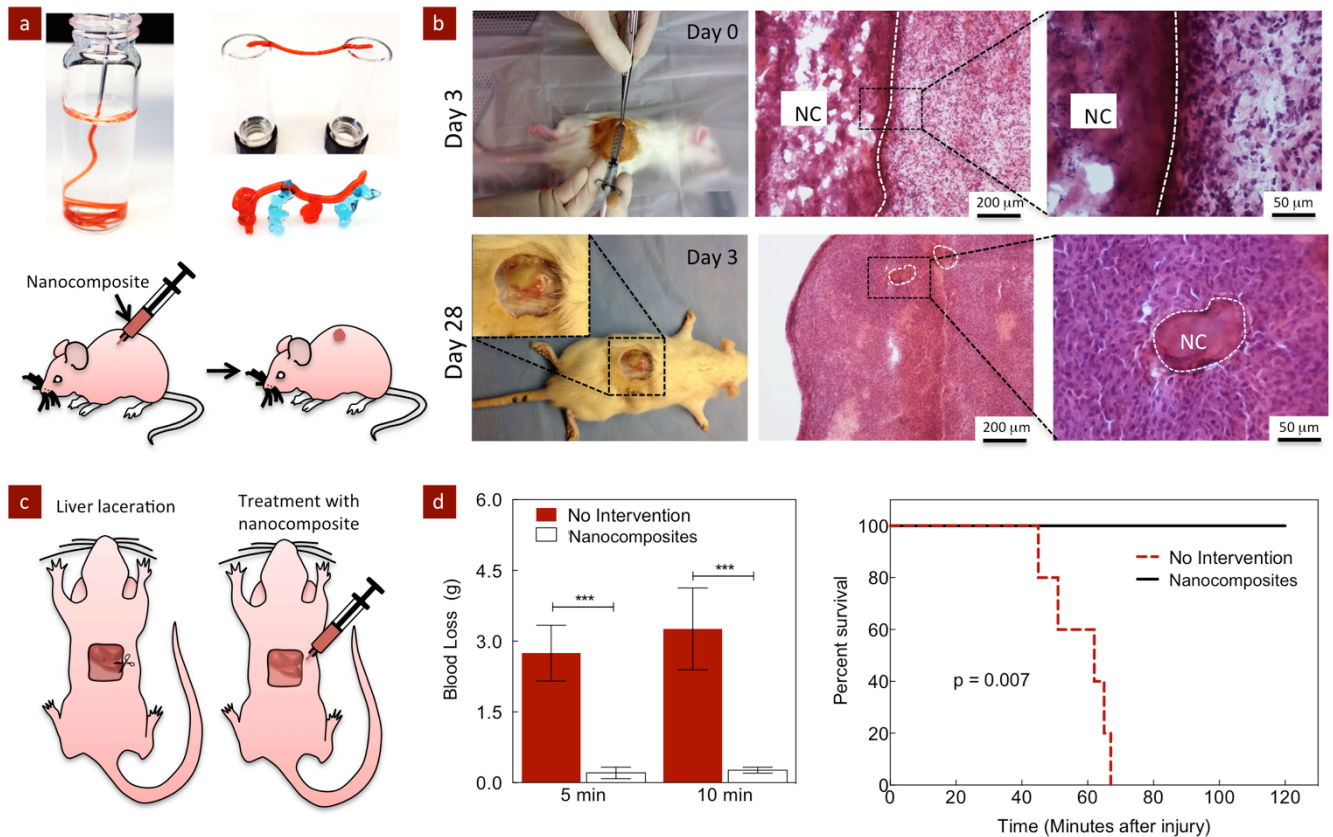 a
Nanocomposite
b
Day 3
Day 0
NC
200 μm
NC
50 μm
Day 28
Day 3
200 μm
NC
50 μm
c
Liver laceration
Treatment with
nanocomposite
d
Blood Loss (g)
6.0
4.5
3.0
1.5
0.0
No Intervention
Nanocomposites
***
***
5 min
10 min
Percent survival
100
80
60
40
20
0
No Intervention
Nanocomposites
p = 0.007
0
20
40
60
80
100
120
Time (Minutes after injury)